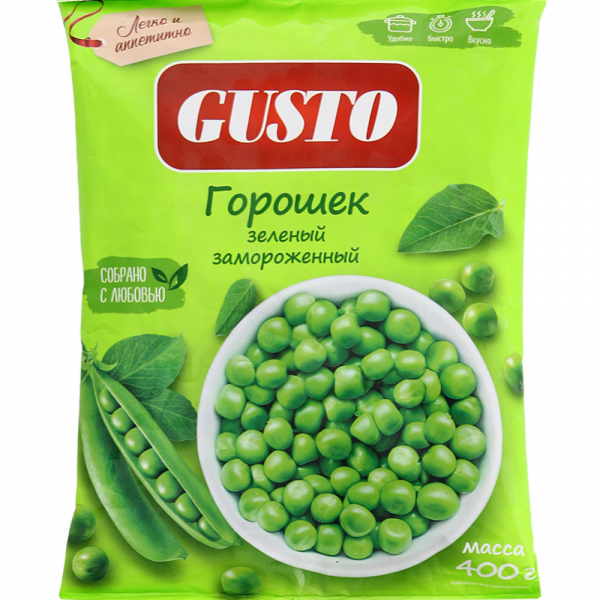 Легко и
аппетитно
Удобно
Быстро
Вкусно
GUSTO
Горошек
зеленый
замороженный
СОБРАНО
С ЛЮБОВЬЮ
Масса
400 г